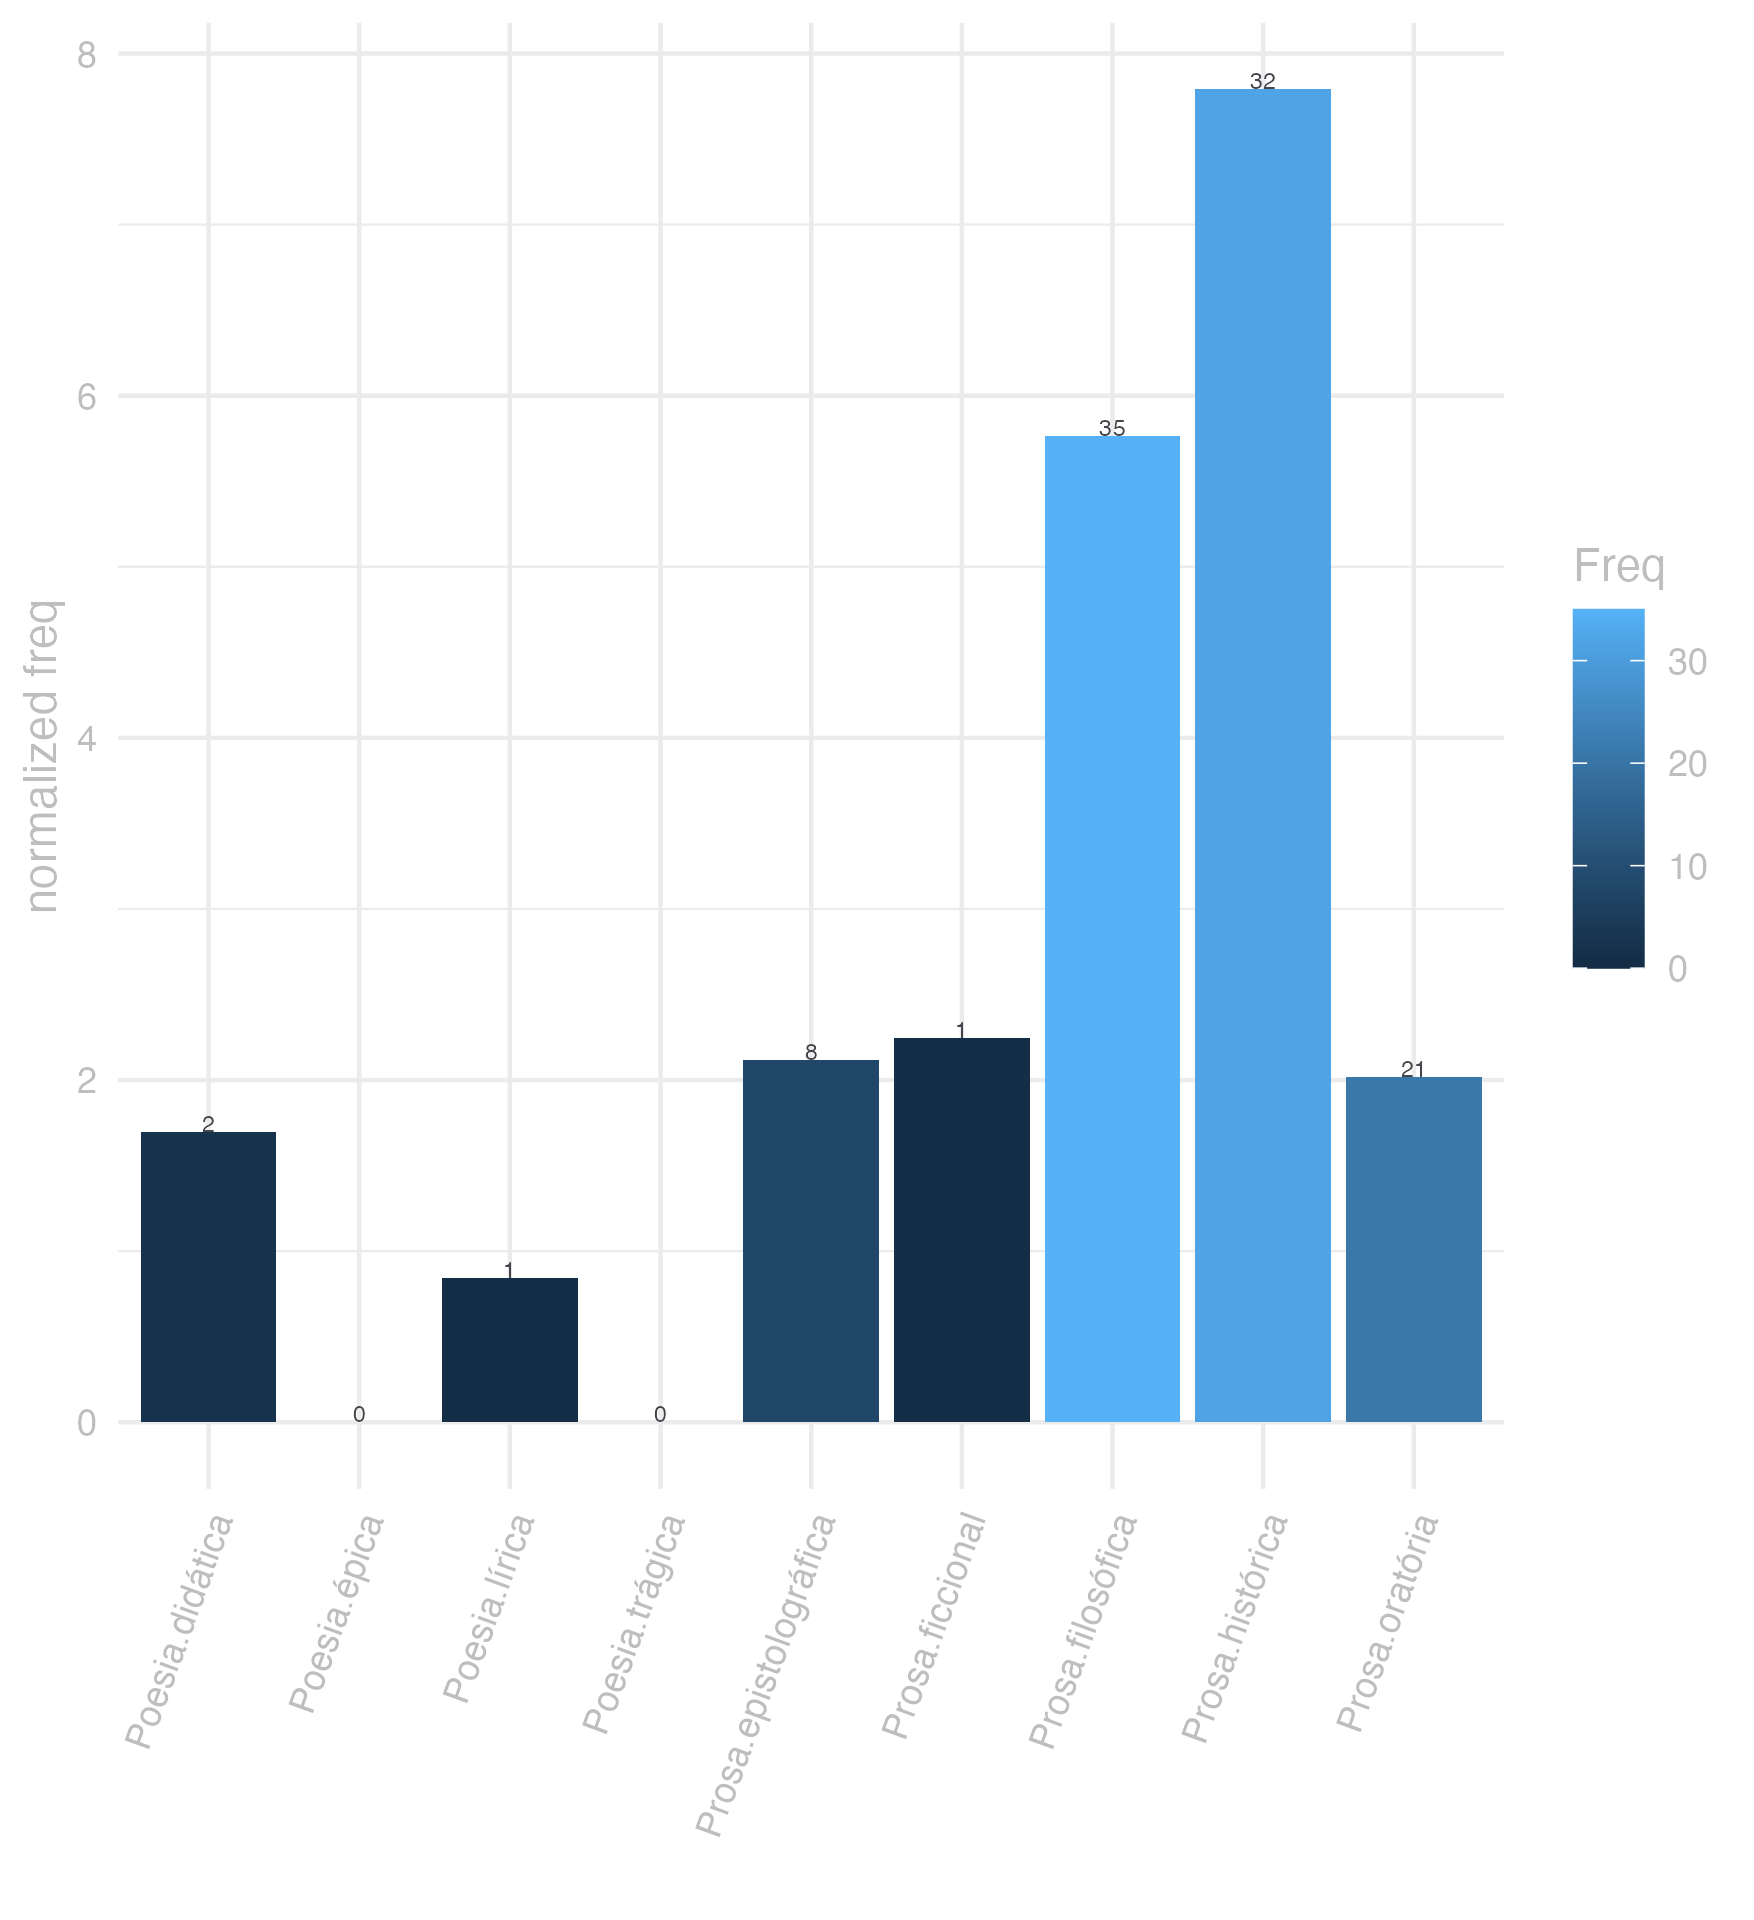 normalized freq
8
6
4
2
0
2
0
1
0
8
1
35
32
21
Poesia.didática
Poesia.épica
Poesia.lírica
Poesia.trágica
Prosa.epistolográfica
Prosa.ficcional
Prosa.filosófica
Prosa.histórica
Prosa.oratória
Freq
30
20
10
0